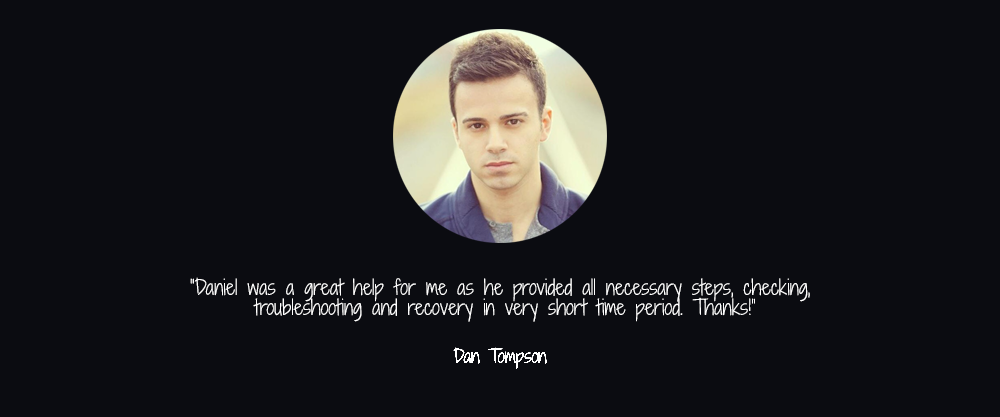 "Daniel was a great help for me as he provided all necessary steps, checking,
troubleshooting and recovery in very short time period. Thanks!"
Dan Tompson